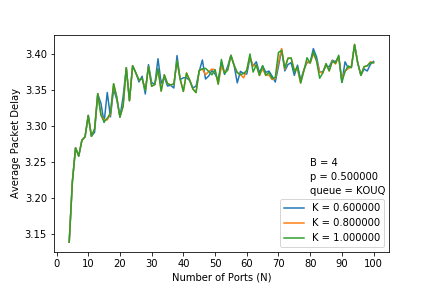 3.40
3.35
3.30
3.25
3.20
3.15
Average Packet Delay
B = 4
p = 0.500000
queue = KOUQ
K = 0.600000
K = 0.800000
K = 1.000000
0 10 20 30 40 50 60 70 80 90 100
Number of Ports (N)